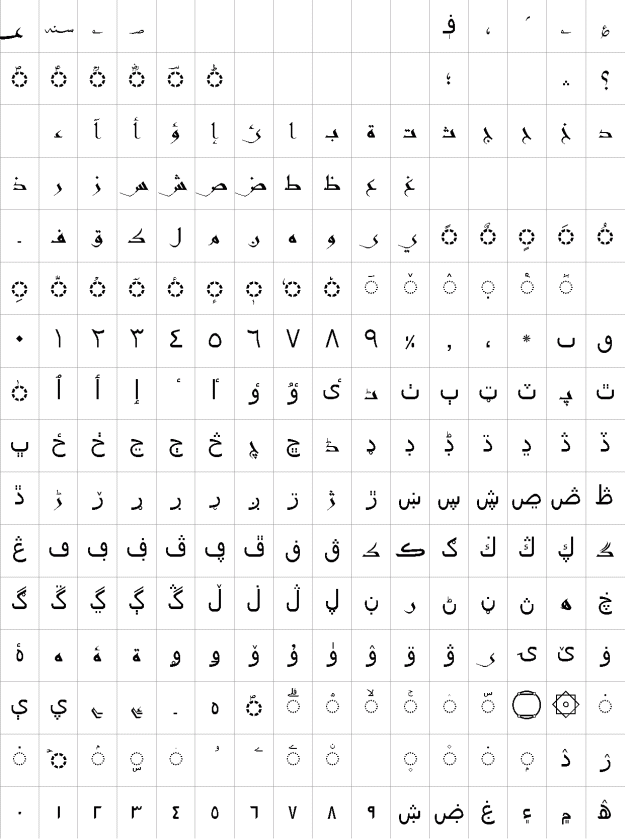 ؀ ؁ ؂ ؃ ؋ ، ؍ ؎ ؏
◌ؐ ◌ؑ ◌ؒ ◌ؓ ◌ؔ ◌ؕ ؛ ؞ ؟
ء آ أ ؤ إ ئ ا ب ة ت ث ج ح خ د
ذ ر ز س ش ص ض ط ظ ع غ
ـ ف ق ك ل م ن ه و ى ي ◌ً ◌ٌ ◌ٍ ◌َ ◌ُ
◌ِ ◌ّ ◌ْ ◌ٓ ◌ٔ ◌ٕ ◌ٖ ◌ٗ ◌٘ ◌ٙ ◌ٚ ◌ٛ ◌ٜ ◌ٝ ◌ٞ
٠ ١ ٢ ٣ ٤ ٥ ٦ ٧ ٨ ٩ ٪ ٫ ٬ ٭ ٮ ٯ
◌ٰ ٱ ٲ ٳ ٴ ٵ ٶ ٷ ٸ ٹ ٺ ٻ ټ ٽ پ ٿ
ڀ ځ ڂ ڃ ڄ څ چ ڇ ڈ ډ ڊ ڋ ڌ ڍ ڎ ڏ
ڐ ڑ ڒ ړ ڔ ڕ ږ ڗ ژ ڙ ښ ڛ ڜ ڝ ڞ ڟ
ڠ ڡ ڢ ڣ ڤ ڥ ڦ ڧ ڨ ک ڪ ګ ڬ ڭ ڮ گ
ڰ ڱ ڲ ڳ ڴ ڵ ڶ ڷ ڸ ڹ ں ڻ ڼ ڽ ھ ڿ
ۀ ہ ۂ ۃ ۄ ۅ ۆ ۇ ۈ ۉ ۊ ۋ ی ۍ ێ ۏ
ې ۑ ے ۓ ۔ ە ◌ۖ ◌ۗ ◌ۘ ◌ۙ ◌ۚ ◌ۛ ◌ۜ ۝ ۞ ◌۟
◌۠ ◌ۡ ◌ۢ ◌ۣ ◌ۤ ۥ ۦ ◌ۧ ◌ۨ ◌۪ ◌۫ ◌۬ ◌ۭ ۮ ۯ
۰ ۱ ۲ ۳ ۴ ۵ ۶ ۷ ۸ ۹ ۺ ۻ ۼ ۽ ۾ ۿ